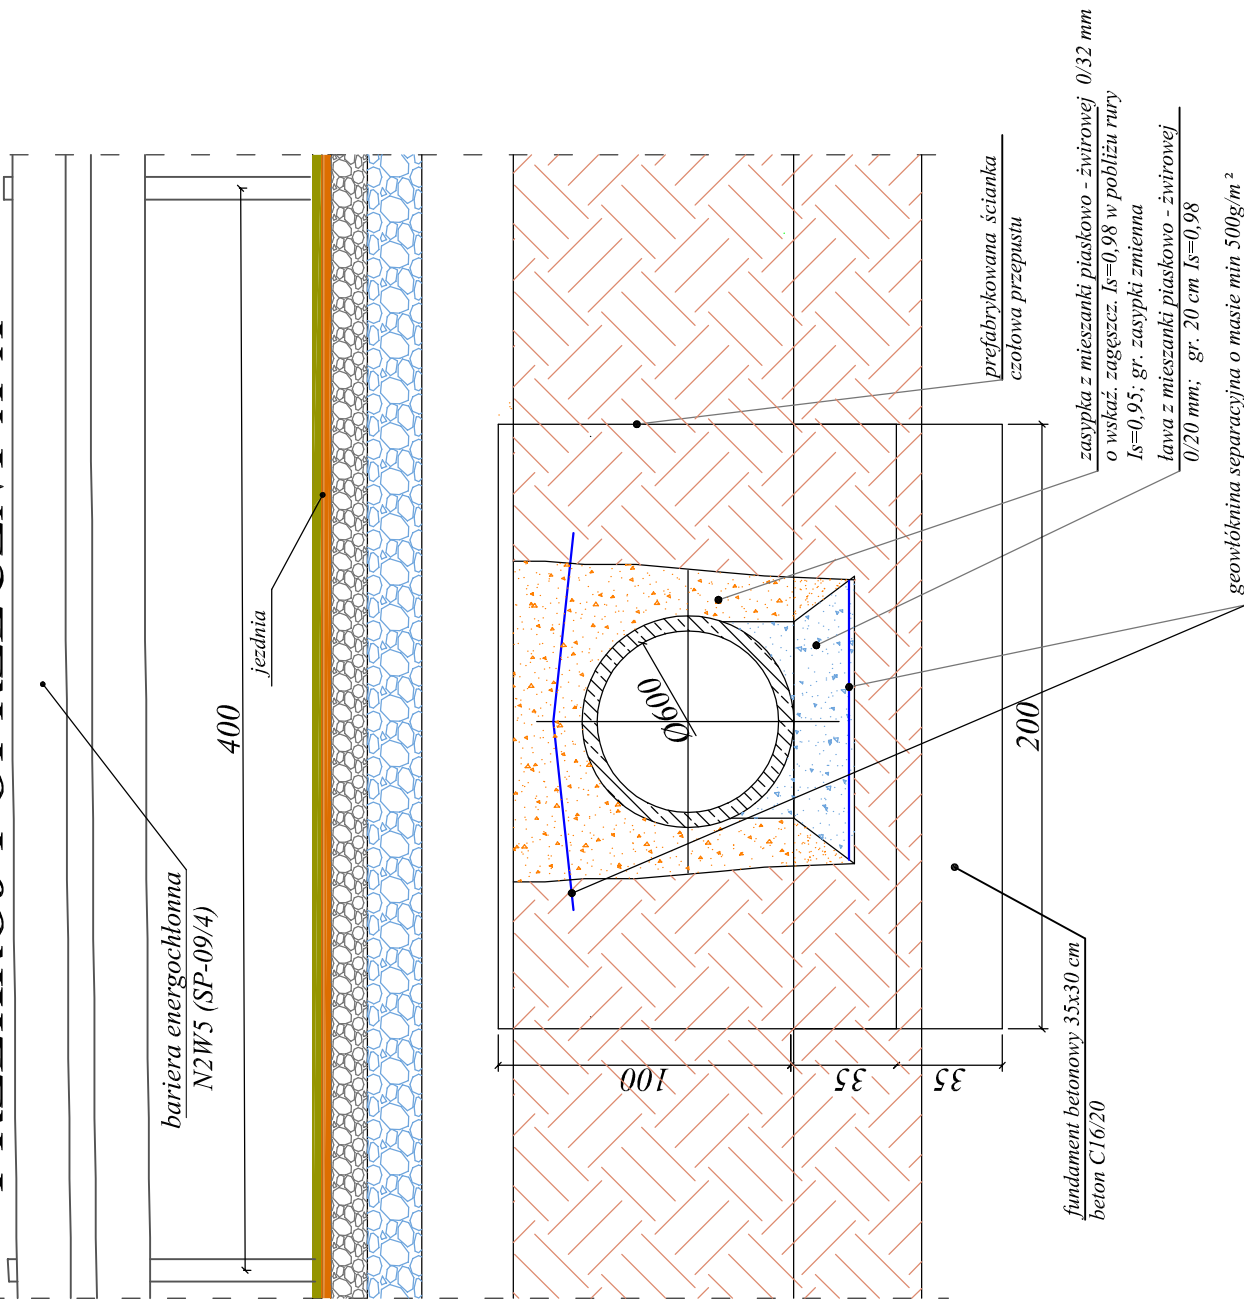 bariera energochłonna
N2W5 (SP-09/4)
400
jezdnia
Ø600
prefabrykowana ścianka
czołowa przepustu
zasypka z mieszanki piaskowo - żwirowej 0/32 mm
o wskaź. zagęszcz. Is=0,98 w pobliżu rury
Is=0,95; gr. zasypki zmienna
ława z mieszanki piaskowo - żwirowej
0/20 mm; gr. 20 cm Is=0,98
geowłóknina separacyjna o masie min 500g/m²
200
100
35
35
fundament betonowy 35x30 cm
beton C16/20